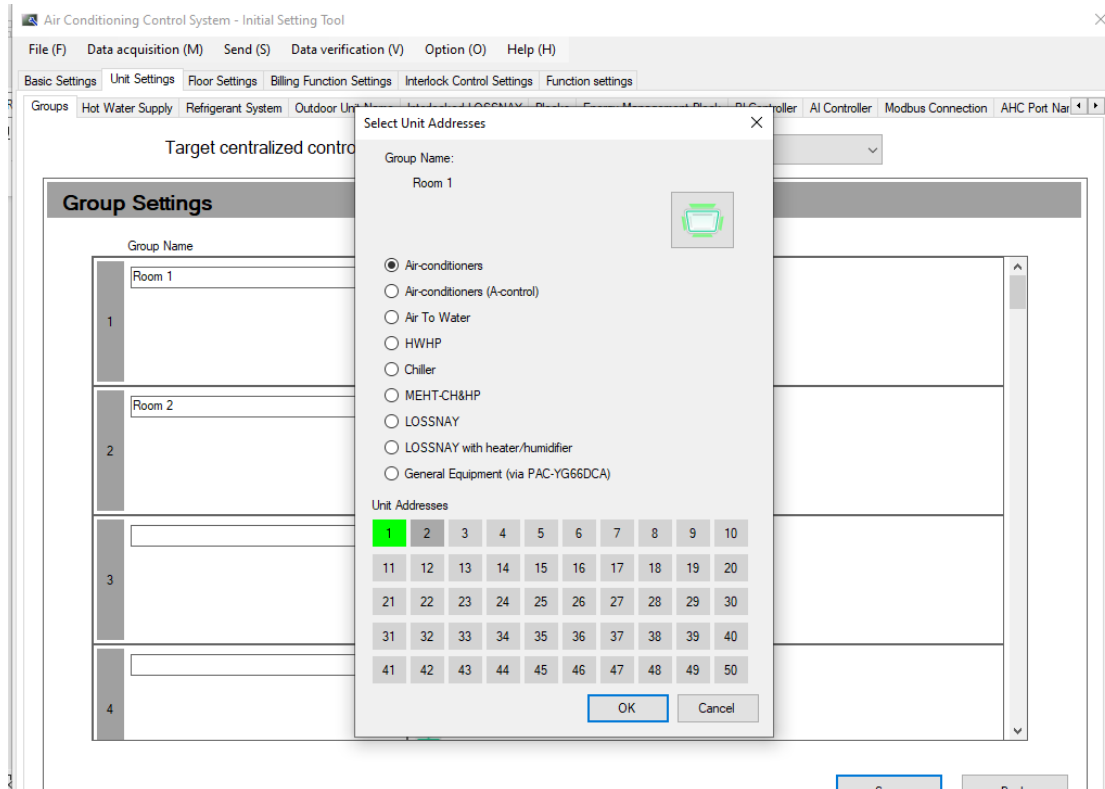 Air Conditioning Control System - Initial Setting Tool
File (F) Data acquisition (M) Send (S) Data verification (V) Option (O) Help (H)
Basic Settings Unit Settings Floor Settings Billing Function Settings Interlock Control Settings Function settings
Groups Hot Water Supply Refrigerant System Outdoor AI Controller Modbus Connection AHC Port
Select Unit Addresses
Target centralized
Group Name:
Room 1
Group Settings
Group Name
Room 1
Air-conditioners
Air-conditioners (A-control)
Air To Water
1
HWHP
Chiller
MEHT-CH&HP
Room 2
LOSSNAY
2
LOSSNAY with heater/humidifier
General Equipment (via PAC-YG66DCA)
Unit Addresses
1 2 3 4 5 6 7 8 9 10
11 12 13 14 15 16 17 18 19 20
3
21 22 23 24 25 26 27 28 29 30
31 32 33 34 35 36 37 38 39 40
41 42 43 44 45 46 47 48 49 50
4
OK Cancel